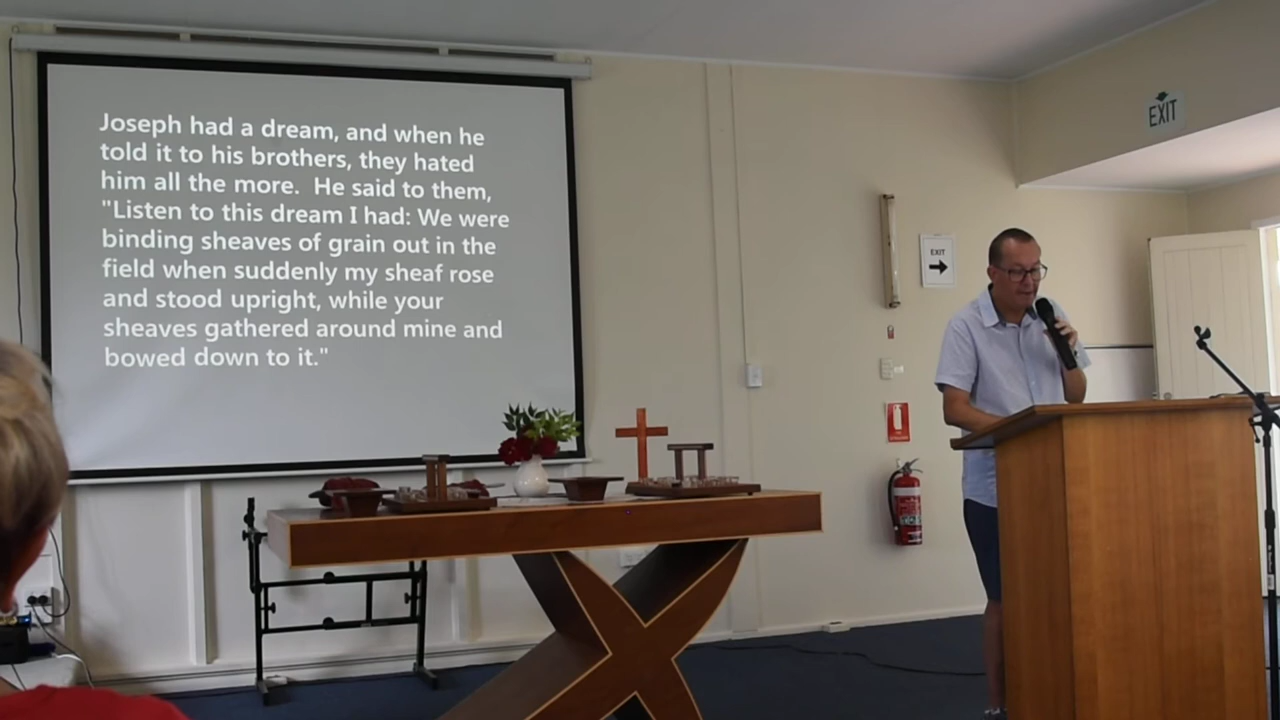 Joseph had a dream, and when he
told it to his brothers, they hated
him all the more.  He said to them,
"Listen to this dream I had: We were
binding sheaves of grain out in the
field when suddenly my sheaf rose
and stood upright, while your
sheaves gathered around mine and
bowed down to it."
EXIT
EXIT